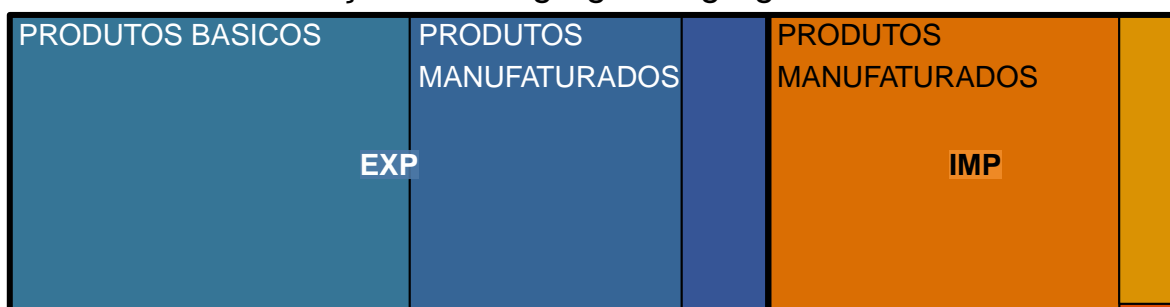 PRODUTOS BASICOS
PRODUTOS
MANUFATURADOS
EXP
PRODUTOS
MANUFATURADOS
IMP